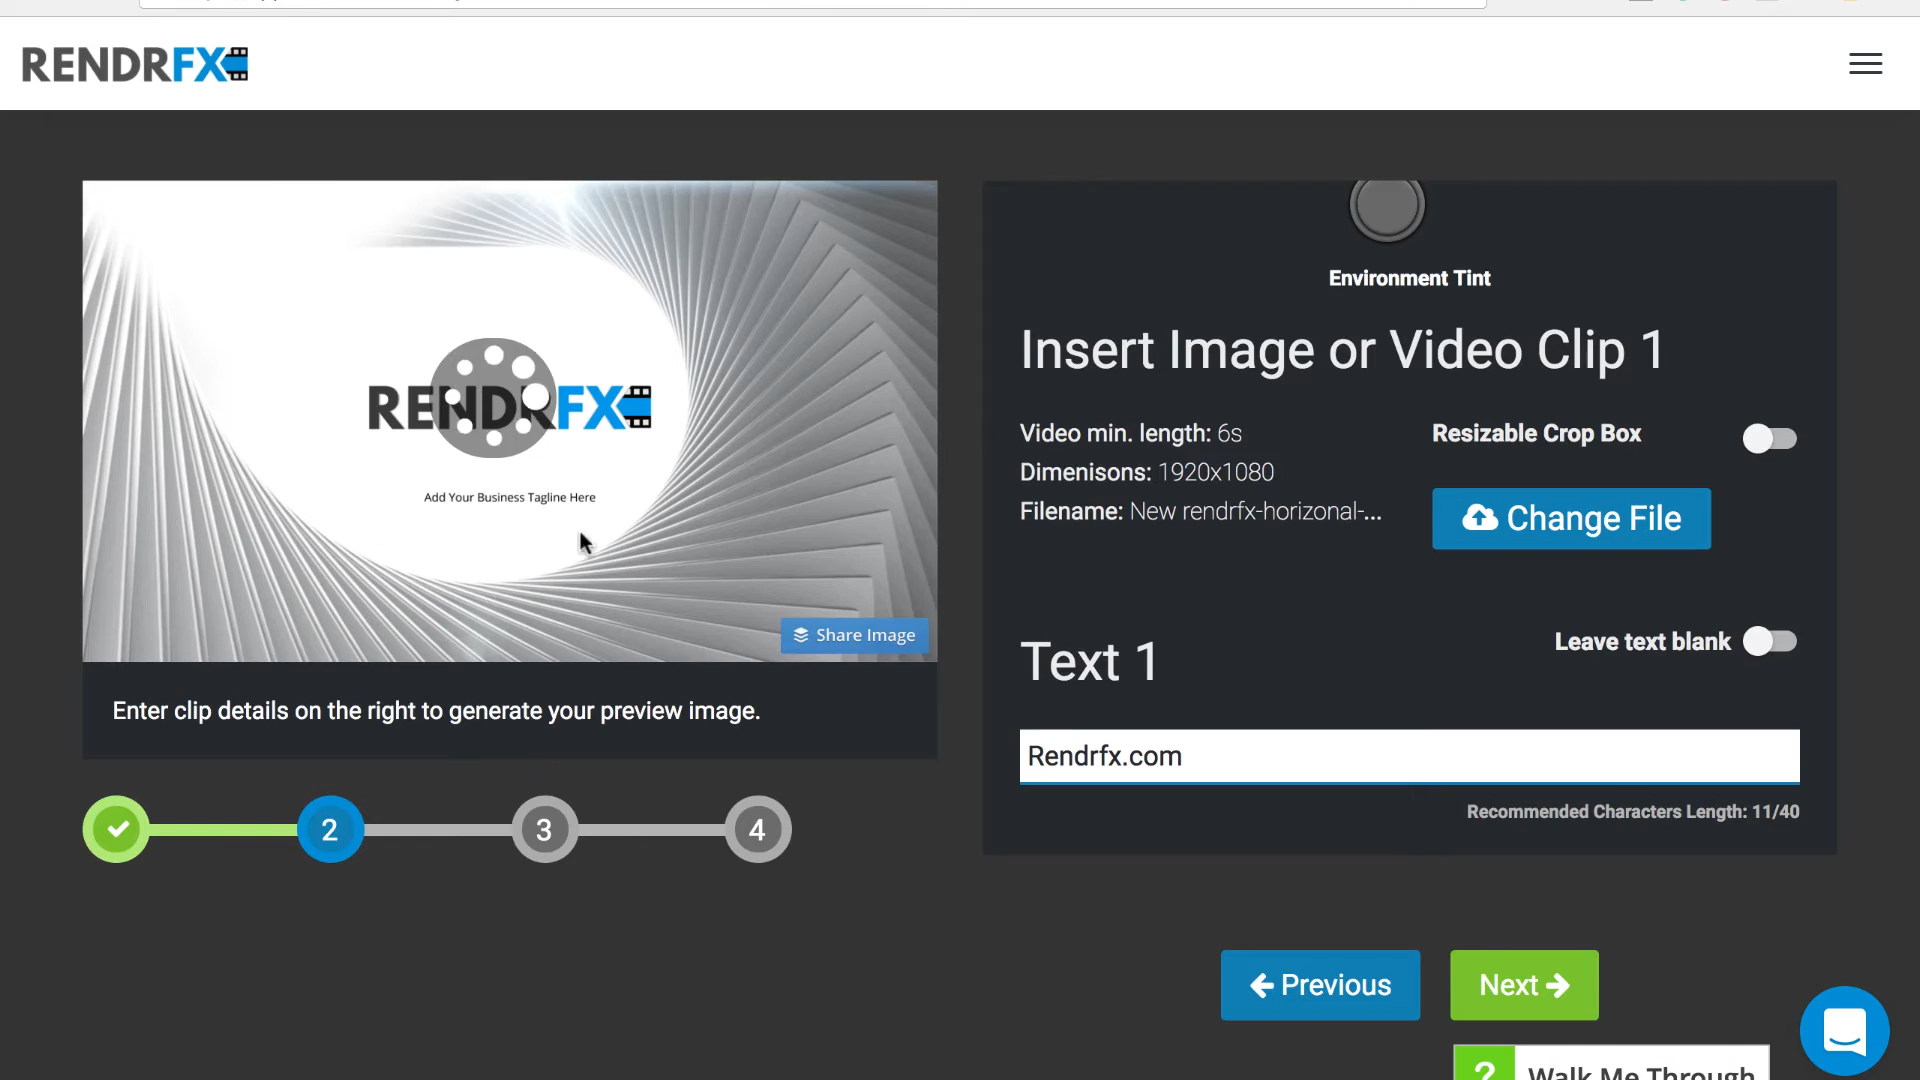 RENDRFX
RENDRFX
Add Your Business Tagline Here
Share Image
Enter clip details on the right to generate your preview image.
2
3
4
Environment Tint
Insert Image or Video Clip 1
Video min. length: 6s
Dimenisons: 1920x1080
Filename: New rendrfx-horizonal-...
Resizable Crop Box
Change File
Text 1
Leave text blank
Rendrfx.com
Recommended Characters Length: 11/40
Previous
Next
? Walk Me Through